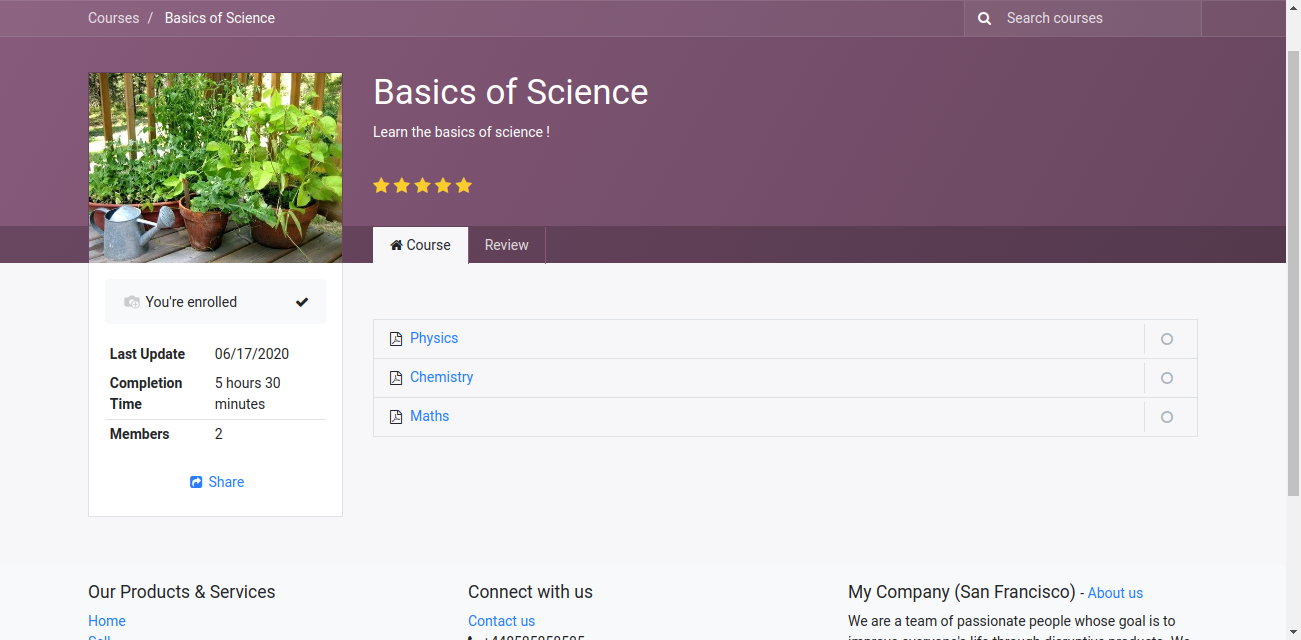 Courses / Basics of Science
Search courses
Basics of Science
Learn the basics of science !
Course
Review
You're enrolled
Last Update 06/17/2020
Completion Time 5 hours 30 minutes
Members 2
Share
Physics
Chemistry
Maths
Our Products & Services
Home
Connect with us
Contact us
My Company (San Francisco) - About us
We are a team of passionate people whose goal is to